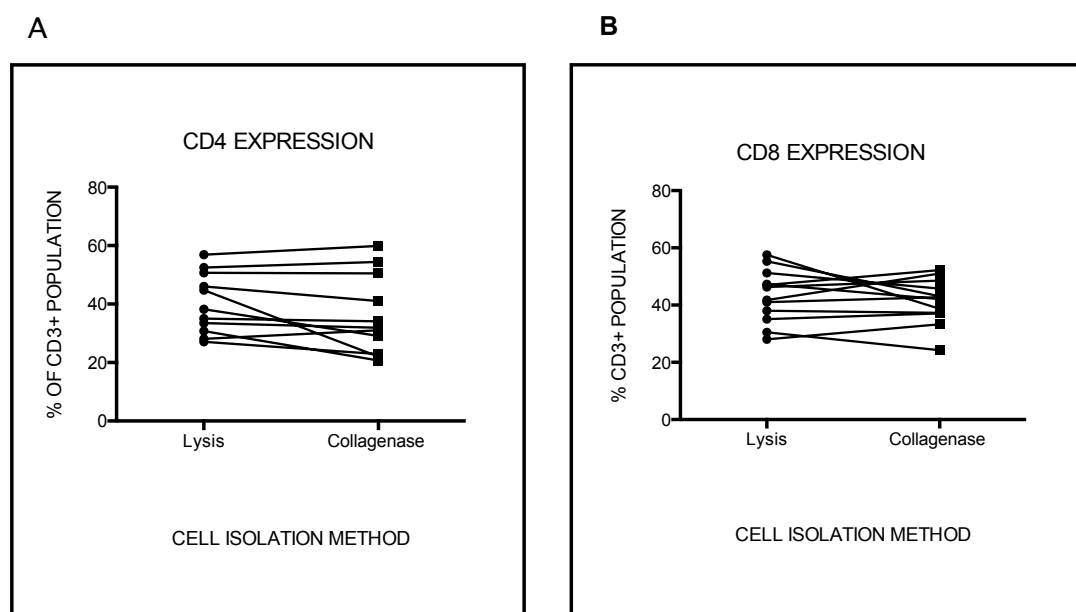 A
CD4 EXPRESSION
% OF CD3+ POPULATION
80
60
40
20
0
Lysis Collagenase
CELL ISOLATION METHOD
B
CD8 EXPRESSION
% CD3+ POPULATION
80
60
40
20
0
Lysis Collagenase
CELL ISOLATION METHOD